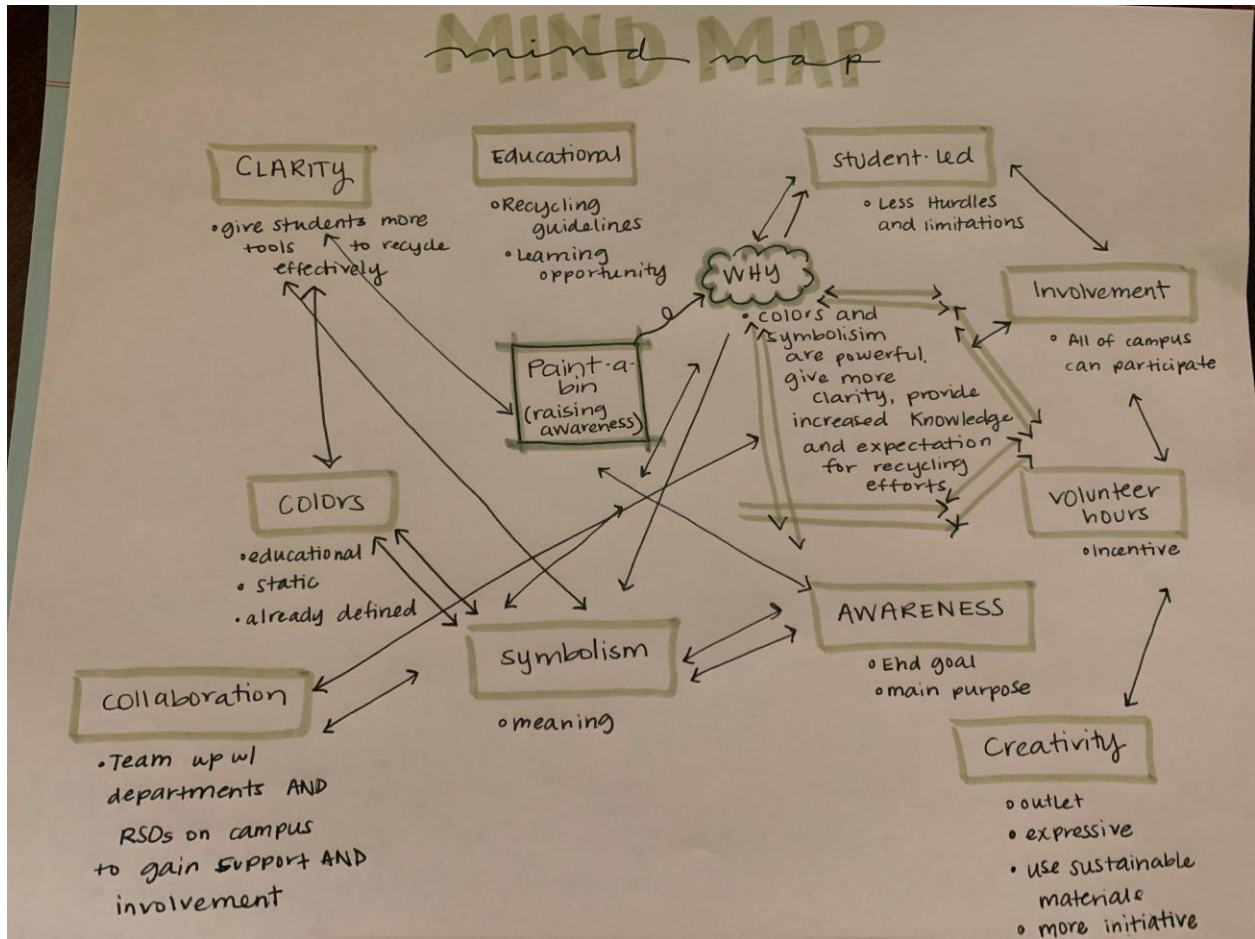 MIND MAP
mind map
CLARITY
• give students more
tools to recycle
effectively
Educational
• Recycling
guidelines
• Learning
opportunity
Student-led
• Less Hurdles
and limitations
WHY
• colors and
symbolisim
are powerful.
give more
clarity, provide
increased Knowledge
and expectation
for recycling
efforts
Involvement
• All of campus
can participate
Paint-a-
bin
(raising
awareness)
COLORS
• educational
• static
• already defined
volunteer
hours
• Incentive
Symbolism
• meaning
AWARENESS
• End goal
• main purpose
Collaboration
• Team up w/
departments AND
RSOs on campus
to gain support AND
involvement
Creativity
• outlet
• expressive
• use sustainable
materials
• more initiative